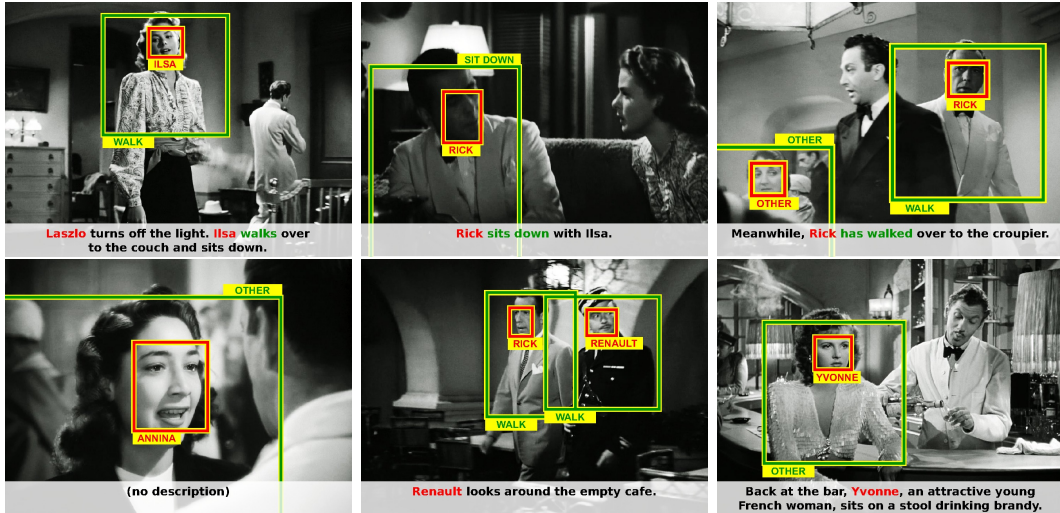 ILSA
WALK
Laszlo turns off the light. Ilsa walks over
to the couch and sits down.
SIT DOWN
RICK
Rick sits down with Ilsa.
RICK
OTHER
OTHER
WALK
Meanwhile, Rick has walked over to the croupier.
OTHER
ANNINA
(no description)
RICK
RENAULT
WALK
WALK
Renault looks around the empty cafe.
YVONNE
OTHER
Back at the bar, Yvonne, an attractive young
French woman, sits on a stool drinking brandy.